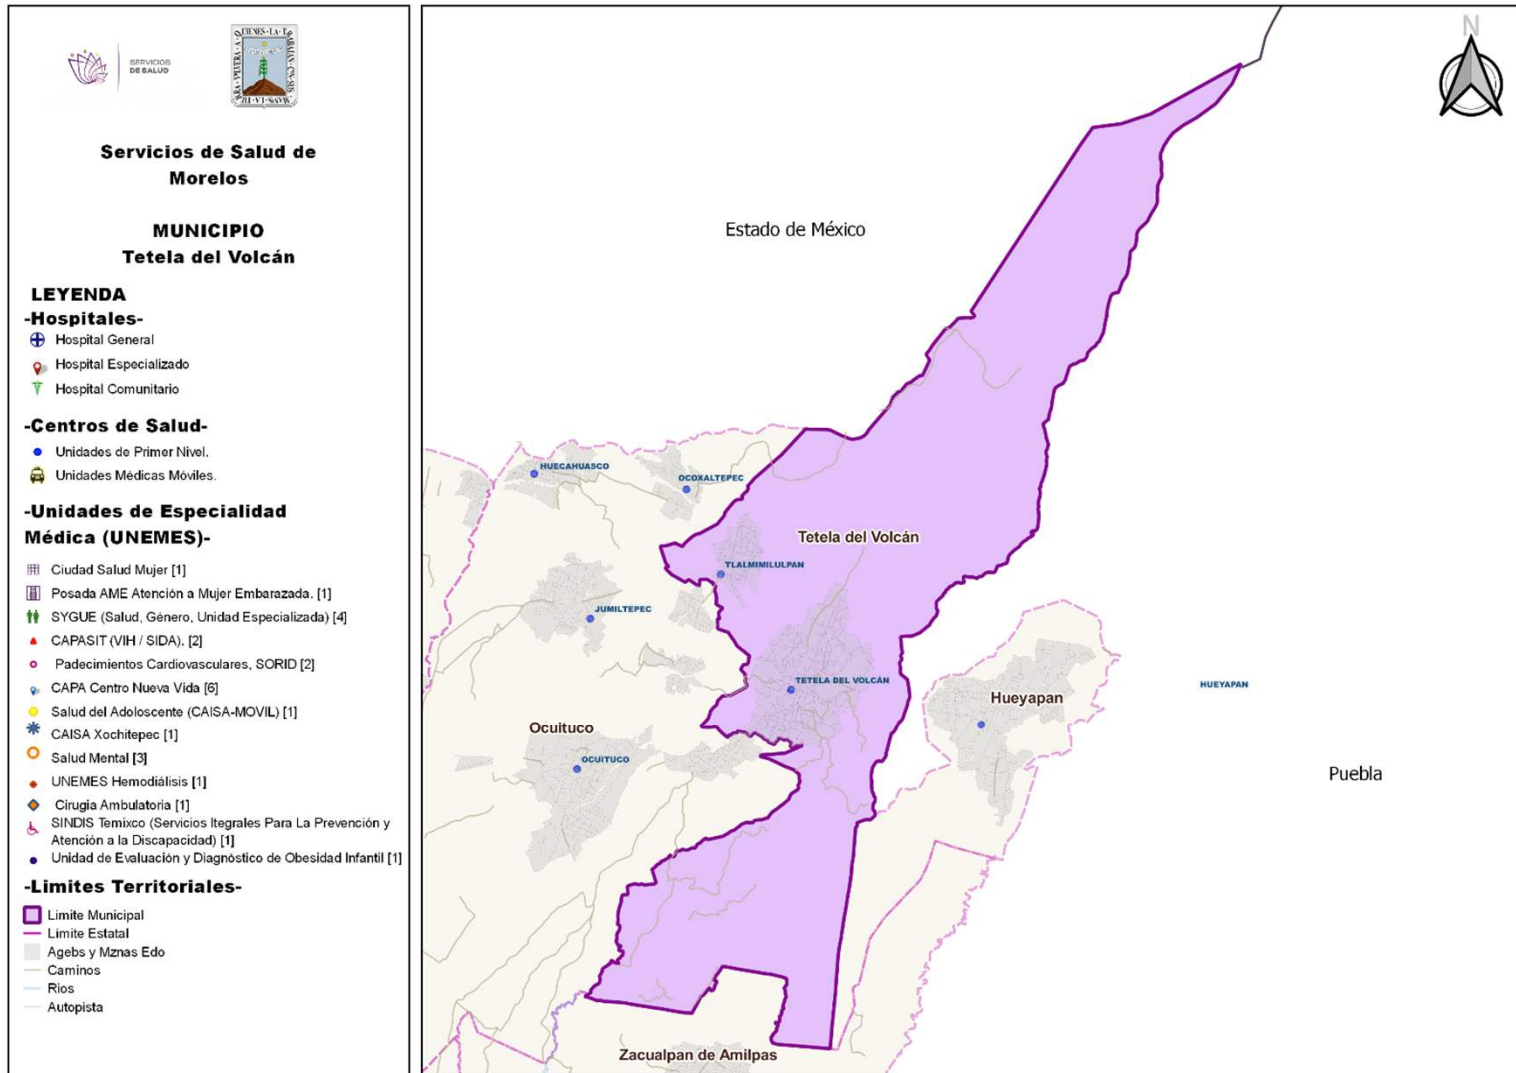 SERVICIOS
DE SALUD
Servicios de Salud de
Morelos
MUNICIPIO
Tetela del Volcán
LEYENDA
-Hospitales-
Hospital General
Hospital Especializado
Hospital Comunitario
-Centros de Salud-
Unidades de Primer Nivel.
Unidades Médicas Móviles.
-Unidades de Especialidad
Médica (UNEMES)-
Ciudad Salud Mujer [1]
Posada AME Atención a Mujer Embarazada. [1]
SYGUE (Salud, Género, Unidad Especializada) [4]
CAPASIT (VIH / SIDA). [2]
Padecimientos Cardiovasculares, SORID [2]
CAPA Centro Nueva Vida [6]
Salud del Adoloscente (CAISA-MOVIL) [1]
CAISA Xochitepec [1]
Salud Mental [3]
UNEMES Hemodiálisis [1]
Cirugia Ambulatoria [1]
SINDIS Temixco (Servicios Itegrales Para La Prevención y
Atención a la Discapacidad) [1]
Unidad de Evaluación y Diagnóstico de Obesidad Infantil [1]
-Limites Territoriales-
Limite Municipal
Limite Estatal
Agebs y Mznas Edo
Caminos
Rios
Autopista
N
Estado de México
HUECAHUASCO
OCOXALTEPEC
Tetela del Volcán
TLALMIMILULPAN
JUMILTEPEC
TETELA DEL VOLCÁN
HUEYAPAN
Hueyapan
Ocuituco
OCUITUCO
Puebla
Zacualpan de Amilpas